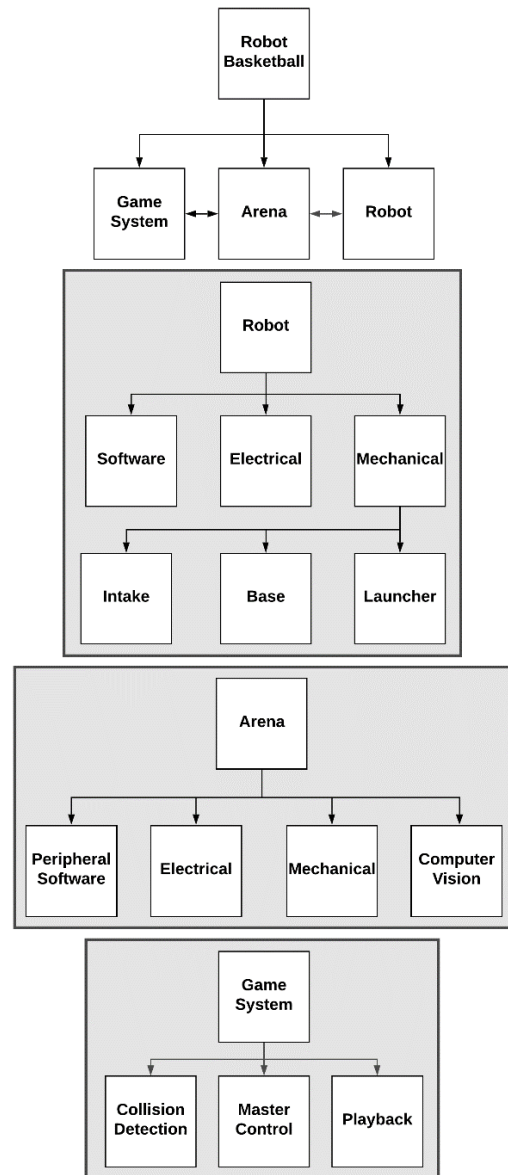 Robot
Basketball
Game
System
Arena
Robot
Robot
Software
Electrical
Mechanical
Intake
Base
Launcher
Arena
Peripheral
Software
Electrical
Mechanical
Computer
Vision
Game
System
Collision
Detection
Master
Control
Playback